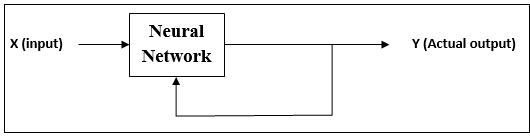 X (input)
Neural
Network
Y (Actual output)